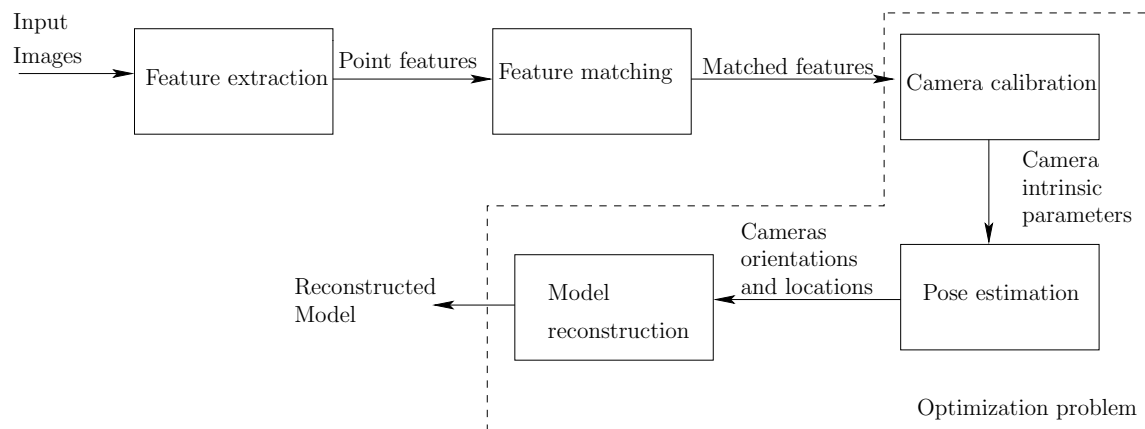 Input
Images
Feature extraction
Point features
Feature matching
Matched features
Camera calibration
Camera
intrinsic
parameters
Pose estimation
Cameras
orientations
and locations
Model
reconstruction
Reconstructed
Model
Optimization problem